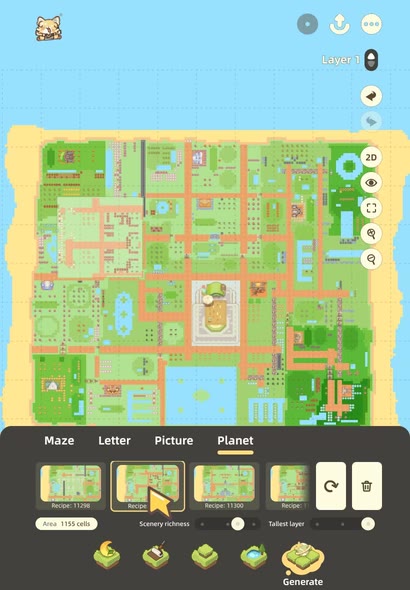 Layer 1
2D
Maze Letter Picture Planet
Recipe: 11298
Recipe: 11300
Area 1155 cells
Scenery richness
Tallest layer
Generate